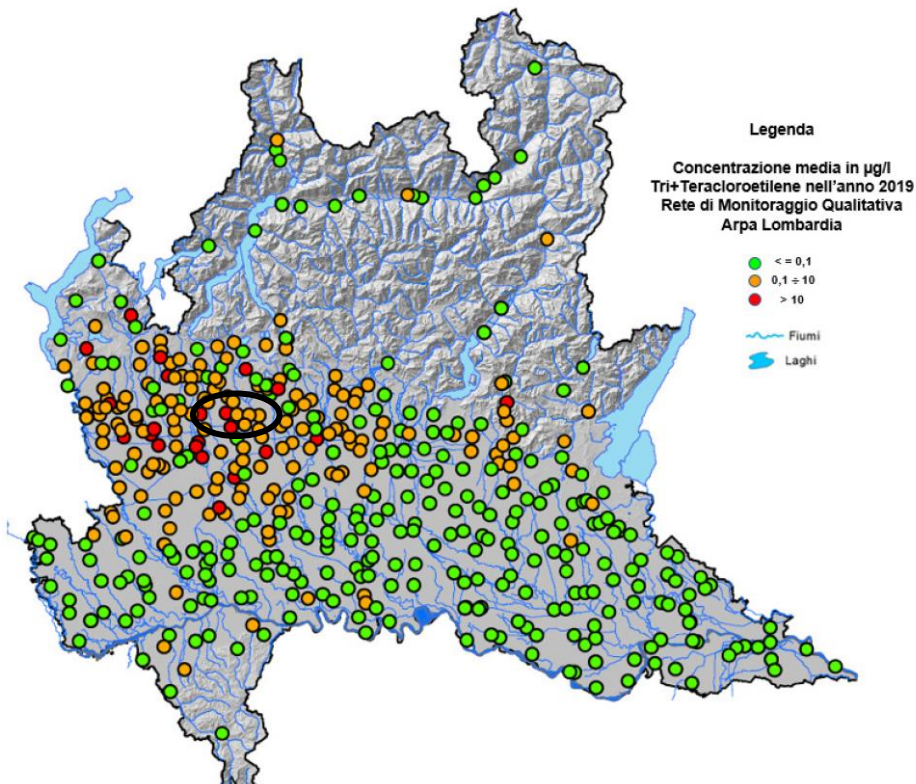 Legenda
Concentrazione media in µg/l
Tri+Teracloroetilene nell'anno 2019
Rete di Monitoraggio Qualitativa
Arpa Lombardia
< = 0,1
0,1 ÷ 10
> 10
Fiumi
Laghi